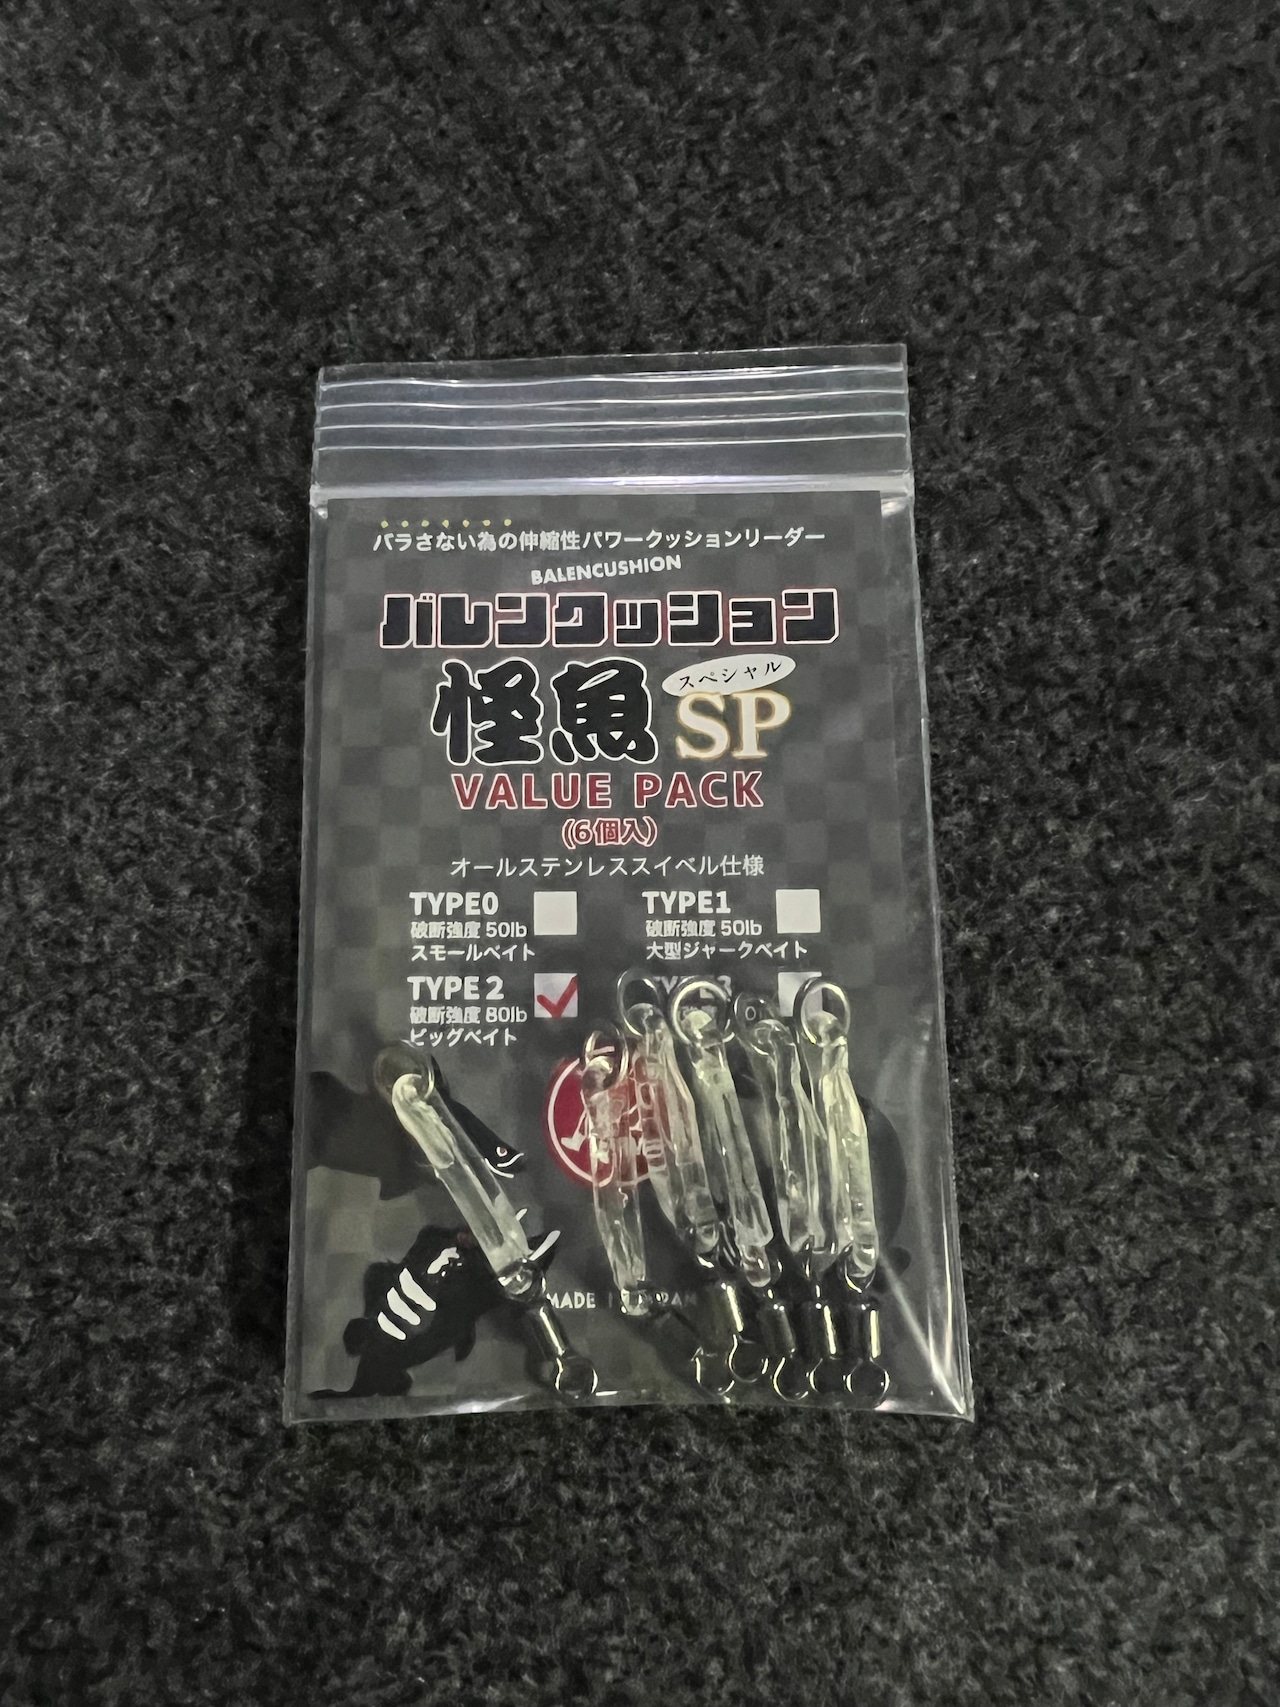 バラさない為の伸縮性パワークッションリーダー
BALENCUSHION
バレンクッション
怪魚 スペシャル SP
VALUE PACK
(6個入)
オールステンレススイベル仕様
TYPE0 TYPE1
破断強度 50lb 破断強度 50lb
スモールベイト 大型ジャークベイト
TYPE2
破断強度 80lb
ビッグベイト
MADE